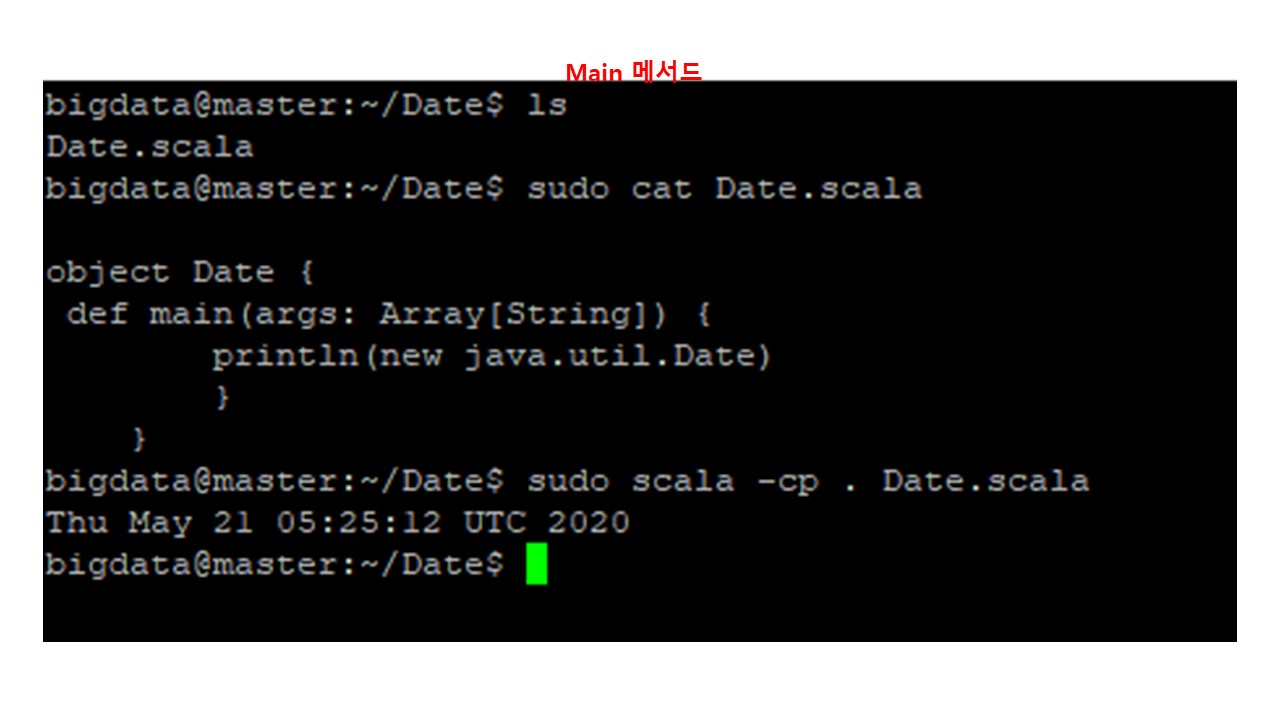 Main 메서드
bigdata@master:~/Date$ ls
Date.scala
bigdata@master:~/Date$ sudo cat Date.scala
object Date {
def main(args: Array[String]) {
println(new java.util.Date)
}
}
bigdata@master:~/Date$ sudo scala -cp . Date.scala
Thu May 21 05:25:12 UTC 2020
bigdata@master:~/Date$